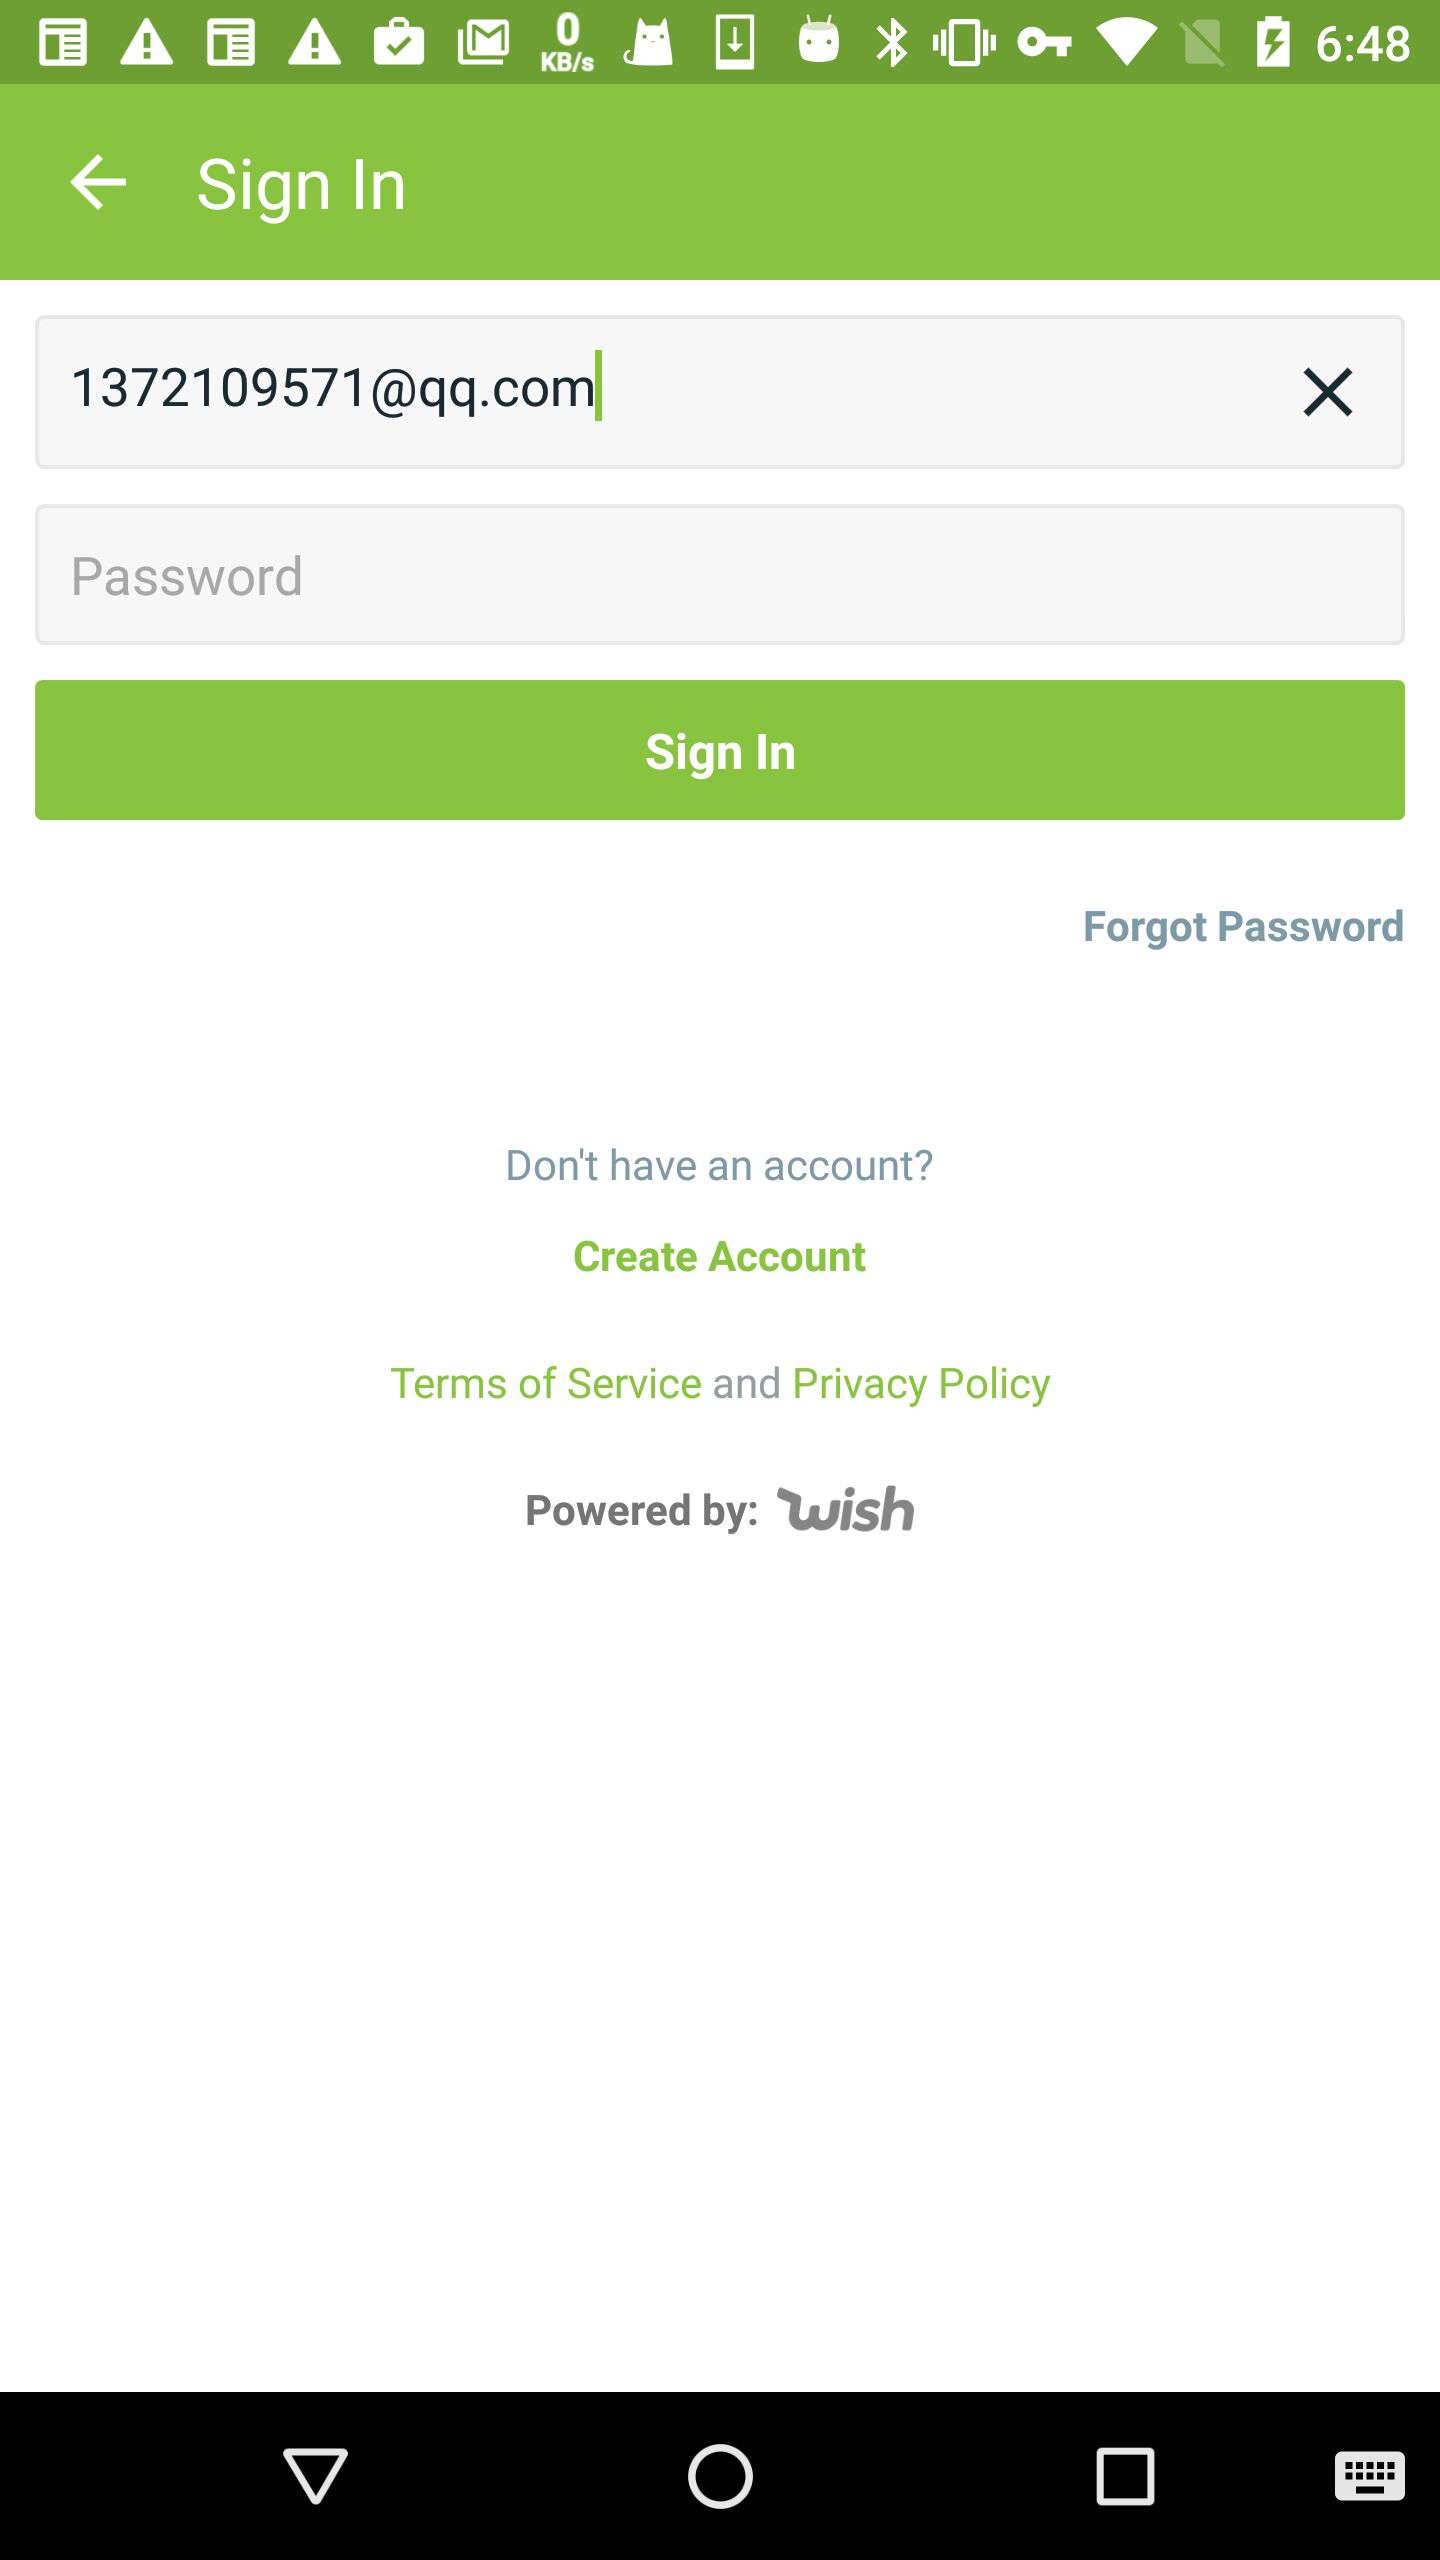 0
KB/s
6:48
Sign In
1372109571@qq.com
Password
Sign In
Forgot Password
Don't have an account?
Create Account
Terms of Service and Privacy Policy
Powered by: wish